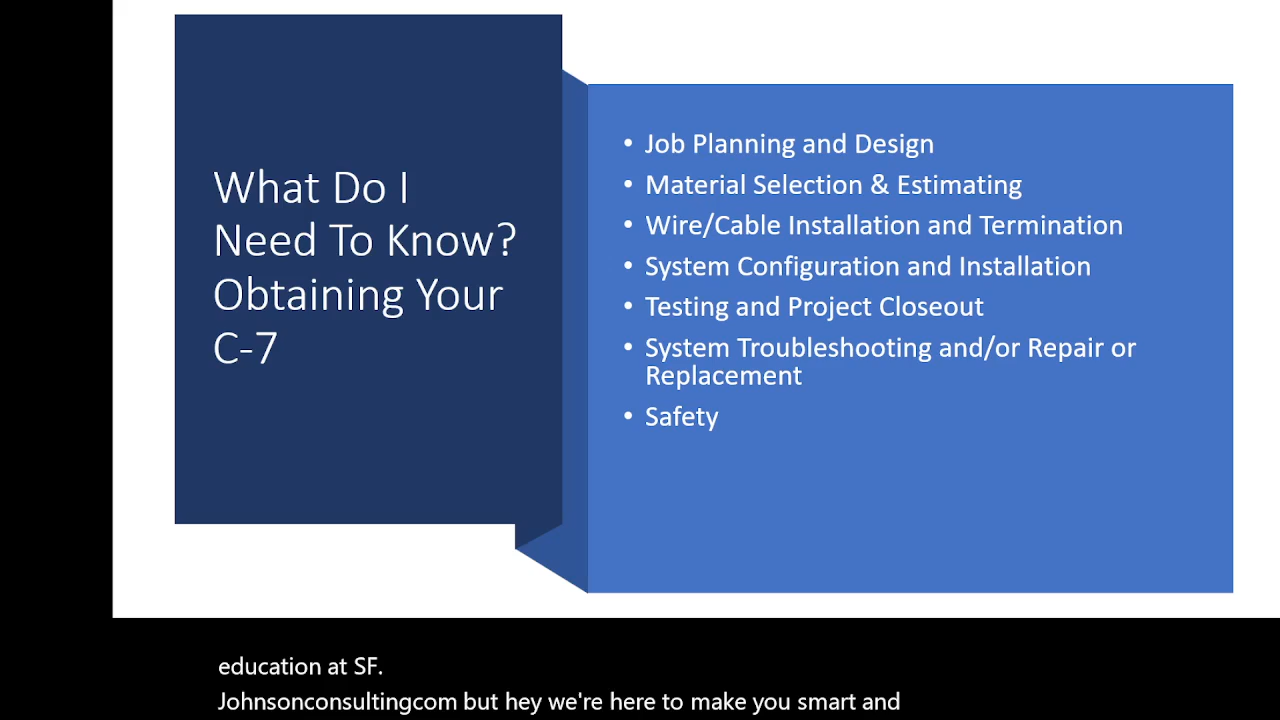 What Do I
Need To Know?
Obtaining Your
C-7
• Job Planning and Design
• Material Selection & Estimating
• Wire/Cable Installation and Termination
• System Configuration and Installation
• Testing and Project Closeout
• System Troubleshooting and/or Repair or
Replacement
• Safety
education at SF.
Johnsonconsultingcom but hey we're here to make you smart and